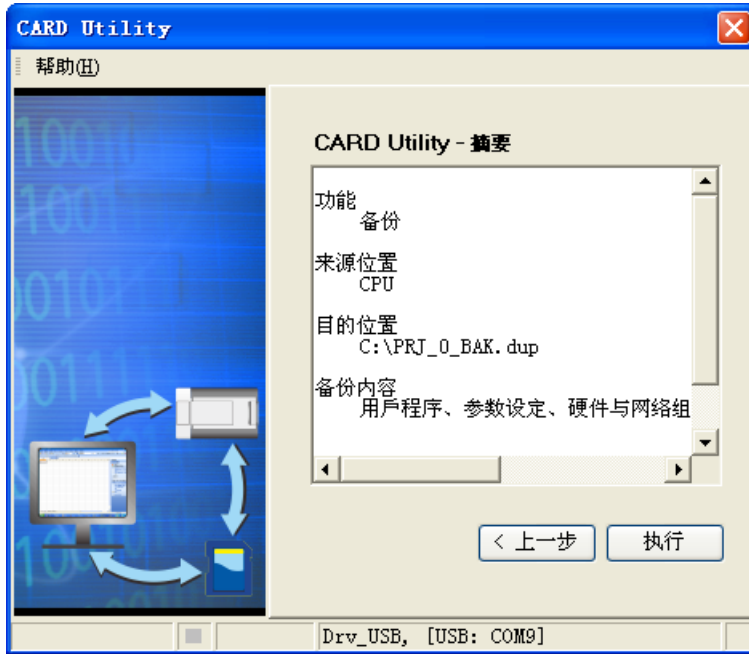 CARD Utility
帮助(H)
CARD Utility - 摘要
功能
备份
来源位置
CPU
目的位置
C:\PRJ_0_BAK.dup
备份内容
用戶程序、参数设定、硬件与网络组
< 上一步
执行
Drv_USB, [USB: COM9]